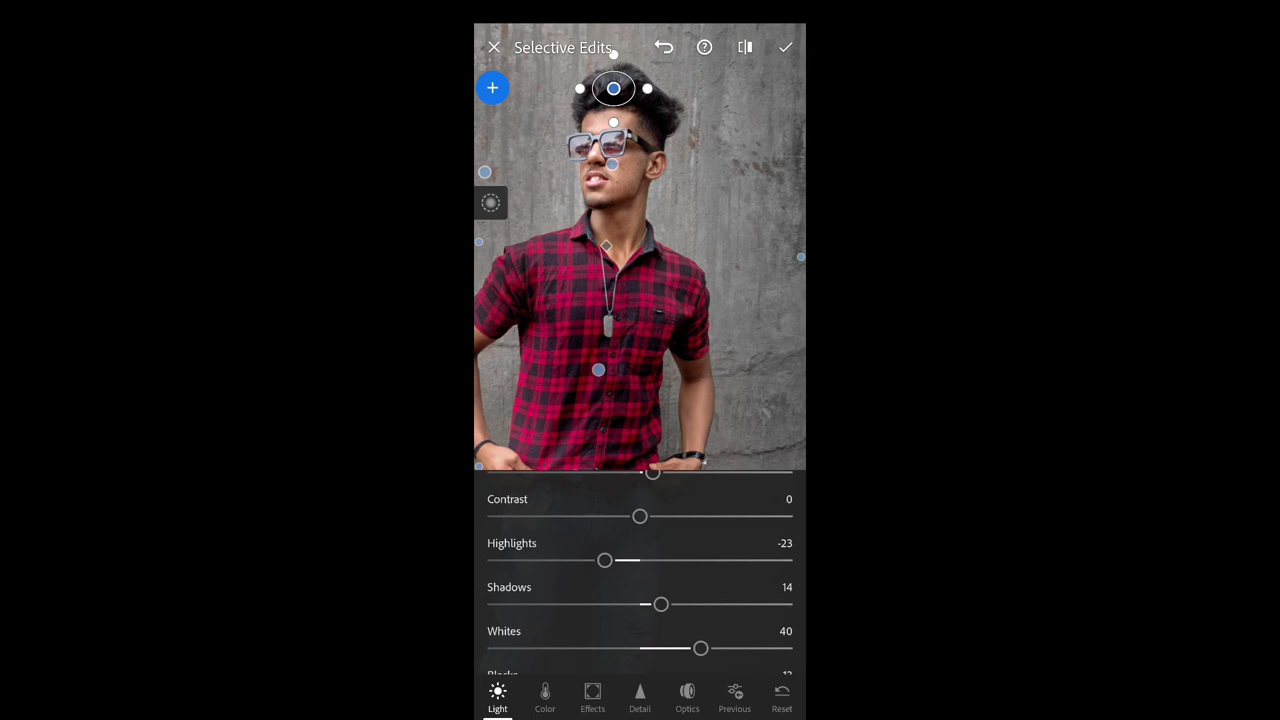 Selective Edits
Contrast 0
Highlights -23
Shadows 14
Whites 40
Light Color Effects Detail Optics Previous Reset